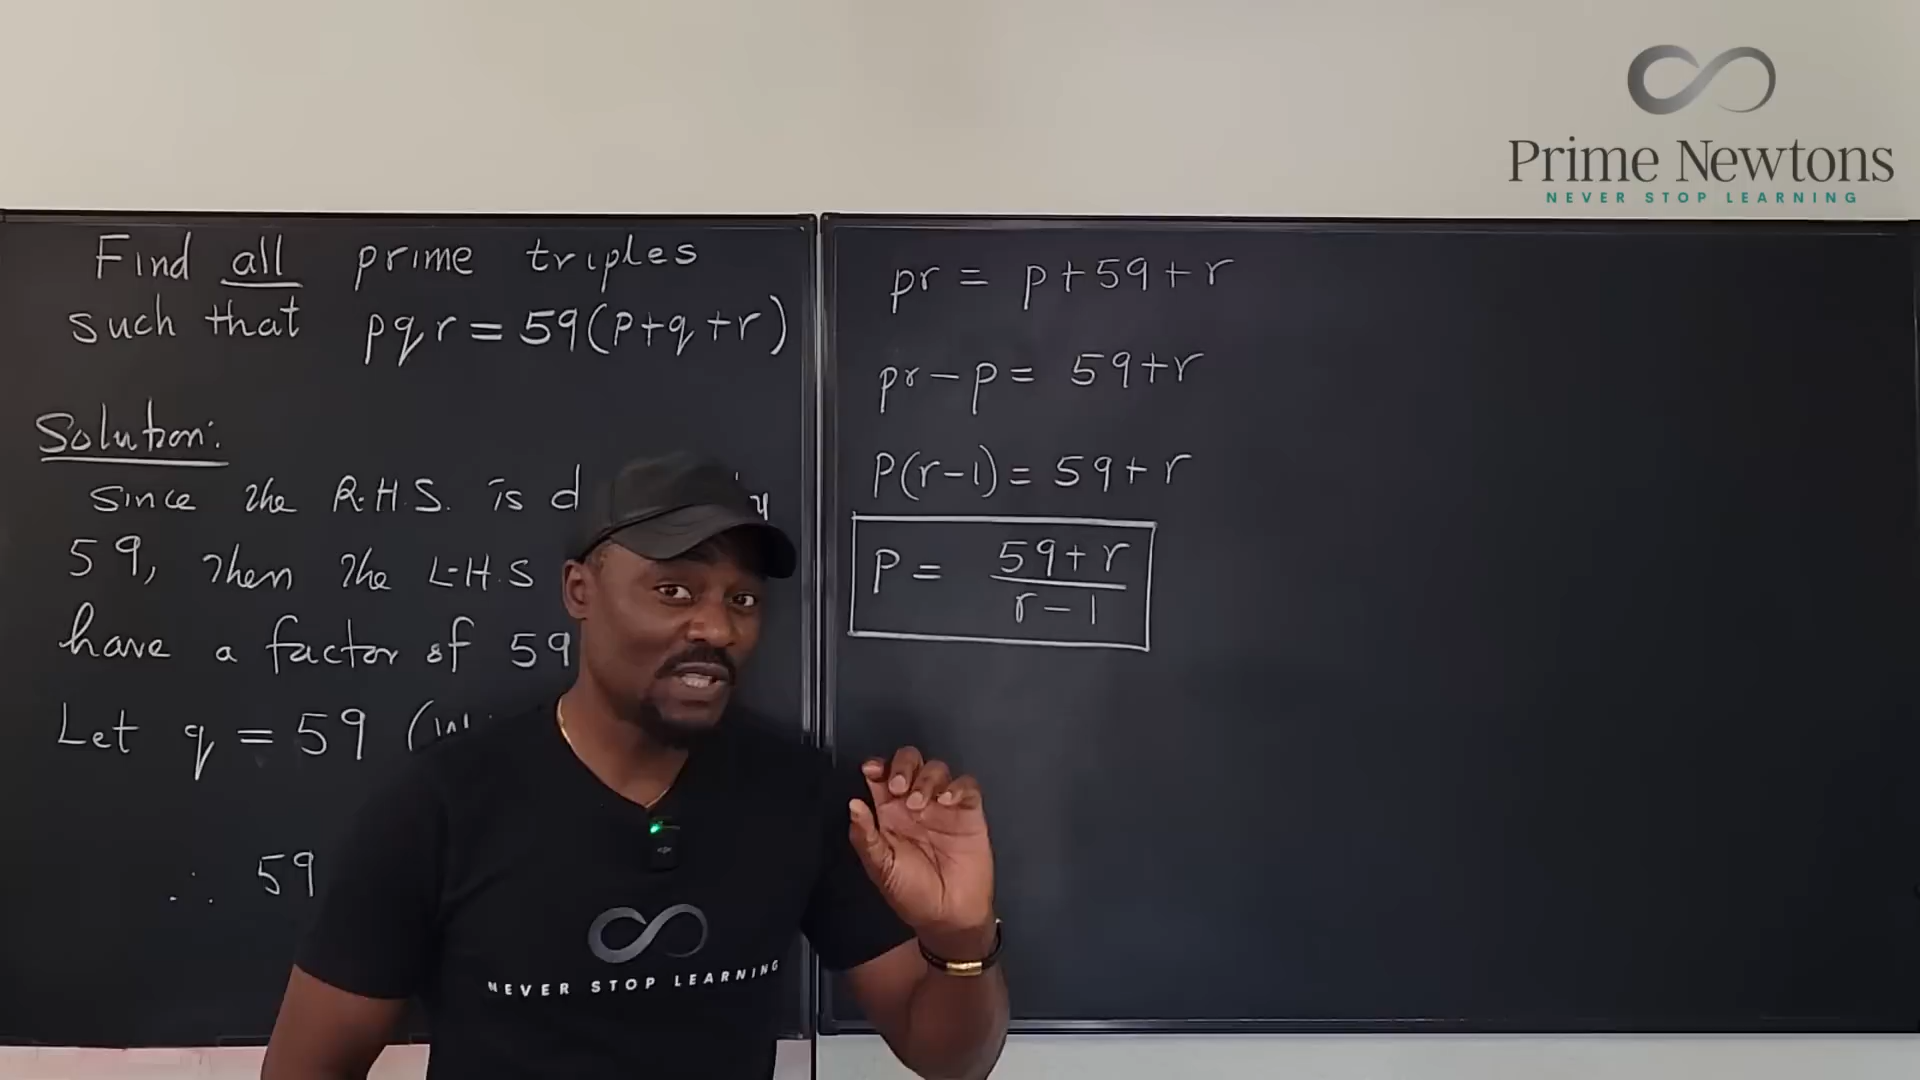 Prime Newtons
NEVER STOP LEARNING
Find all prime triples
such that pqr = 59(p+q+r)
Solution:
Since the R.H.S. is
59, then the L.H.S
have a factor of 59
Let q = 59
∴ 59
pr = p+59+r
pr-p = 59+r
P(r-1) = 59+r
P = 59+r
r-1
NEVER STOP LEARNING